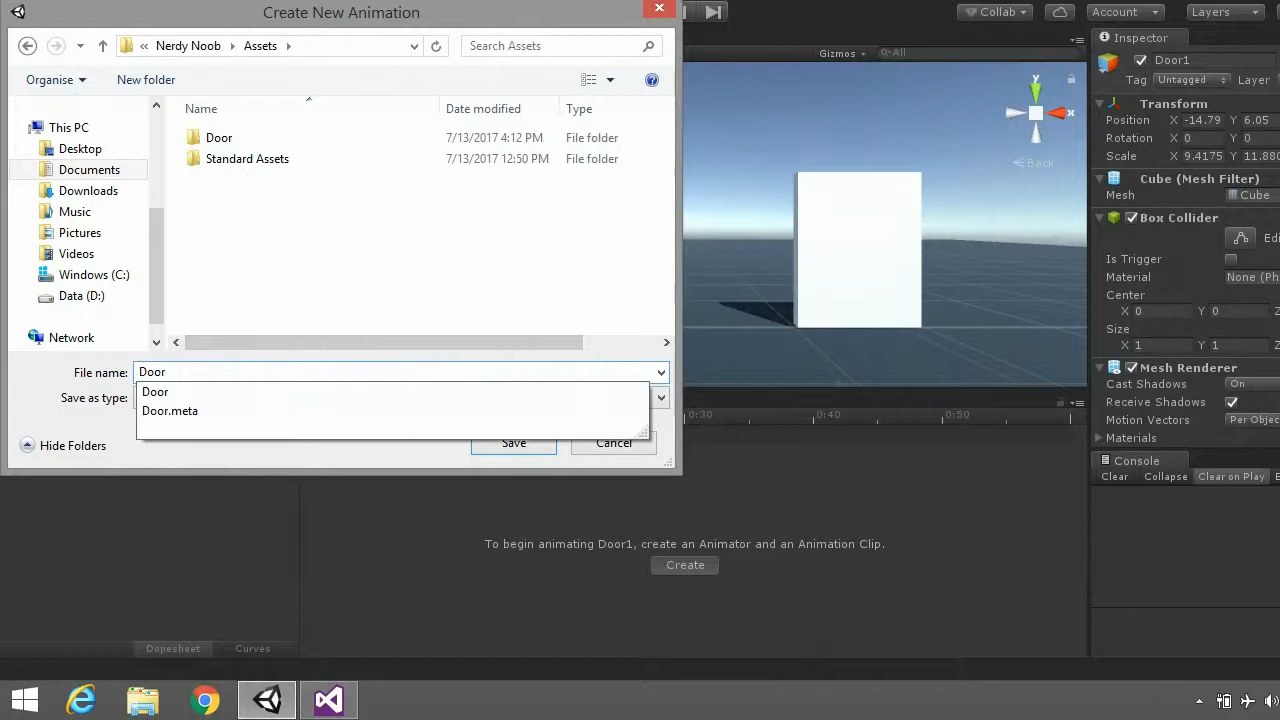 Create New Animation
Collab
Account
Layers
« Nerdy Noob Assets
Search Assets
Gizmos
All
Inspector
Organise
New folder
Door1
Tag Untagged Layer
Name Date modified Type
This PC
Desktop
Documents
Downloads
Music
Pictures
Videos
Windows (C:)
Data (D:)
Network
Door 7/13/2017 4:12 PM File folder
Standard Assets 7/13/2017 12:50 PM File folder
y
x
Back
Transform
Position X -14.79 Y 6.05
Rotation X 0 Y 0
Scale X 9.4175 Y 11.880
Cube (Mesh Filter)
Mesh Cube
Box Collider
Edi
Is Trigger
Material None (Ph
Center
X 0 Y 0 Z
Size
X 1 Y 1 Z
Mesh Renderer
Cast Shadows On
Receive Shadows
Motion Vectors Per Objec
Materials
File name: Door
Save as type:
Door
Door.meta
Hide Folders
Save
Cancel
0:30 0:40 0:50
Console
Clear Collapse Clear on Play E
To begin animating Door1, create an Animator and an Animation Clip.
Create
Dopesheet Curves